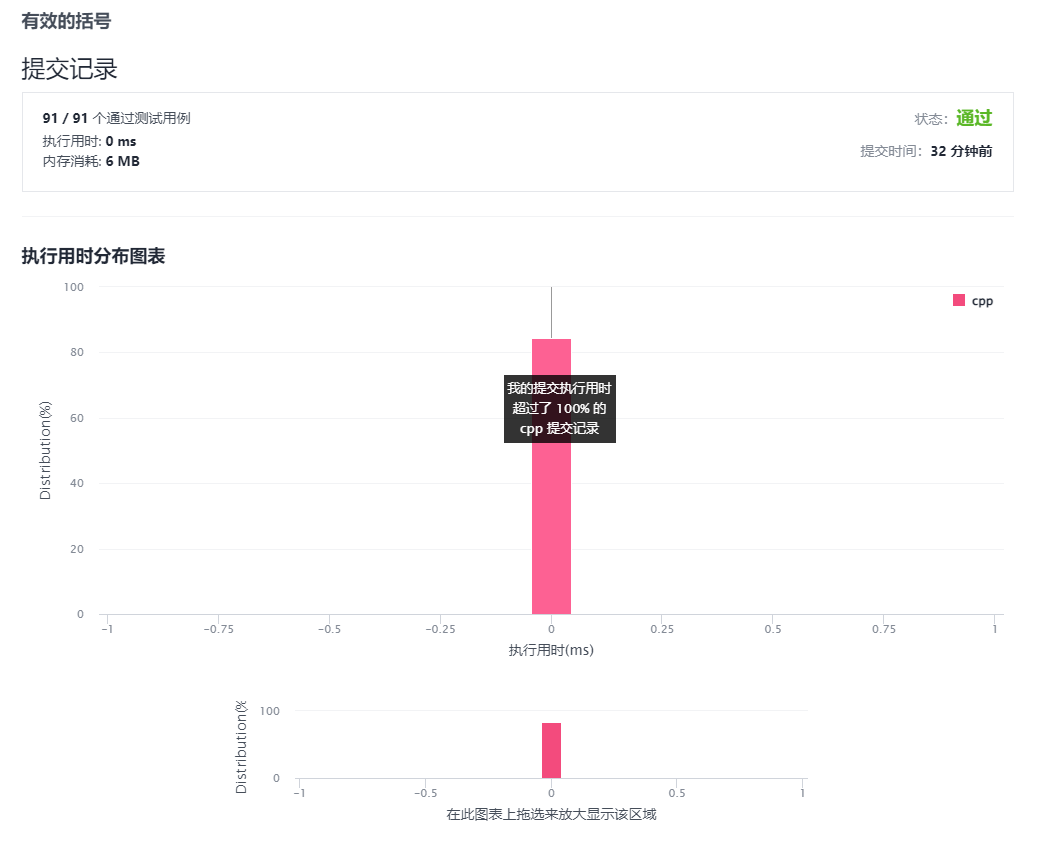 有效的括号
提交记录
91 / 91 个通过测试用例
状态：通过
执行用时: 0 ms
提交时间：32 分钟前
内存消耗: 6 MB
执行用时分布图表
100
cpp
80
我的提交执行用时
超过了 100% 的
cpp 提交记录
60
40
20
0
Distribution(%)
-1 -0.75 -0.5 -0.25 0 0.25 0.5 0.75 1
执行用时(ms)
100
0
Distribution(%
-1 -0.5 0 0.5 1
在此图表上拖选来放大显示该区域